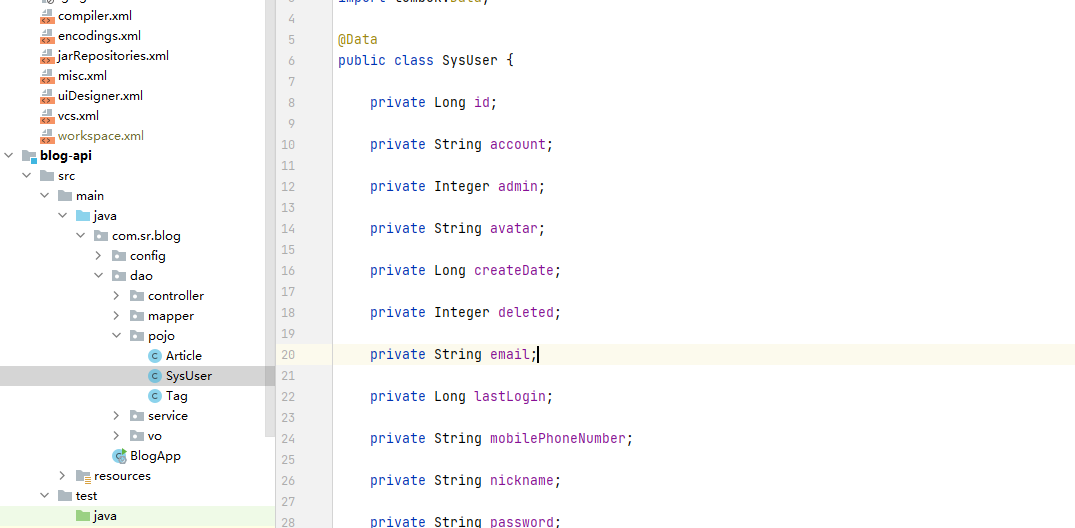 compiler.xml
encodings.xml
jarRepositories.xml
misc.xml
uiDesigner.xml
vcs.xml
workspace.xml
blog-api
src
main
java
com.sr.blog
config
dao
controller
mapper
pojo
Article
SysUser
Tag
service
vo
BlogApp
resources
test
java
4
5 @Data
6 public class SysUser {
7
8 private Long id;
9
10 private String account;
11
12 private Integer admin;
13
14 private String avatar;
15
16 private Long createDate;
17
18 private Integer deleted;
19
20 private String email;
21
22 private Long lastLogin;
23
24 private String mobilePhoneNumber;
25
26 private String nickname;
27
28 private String password;